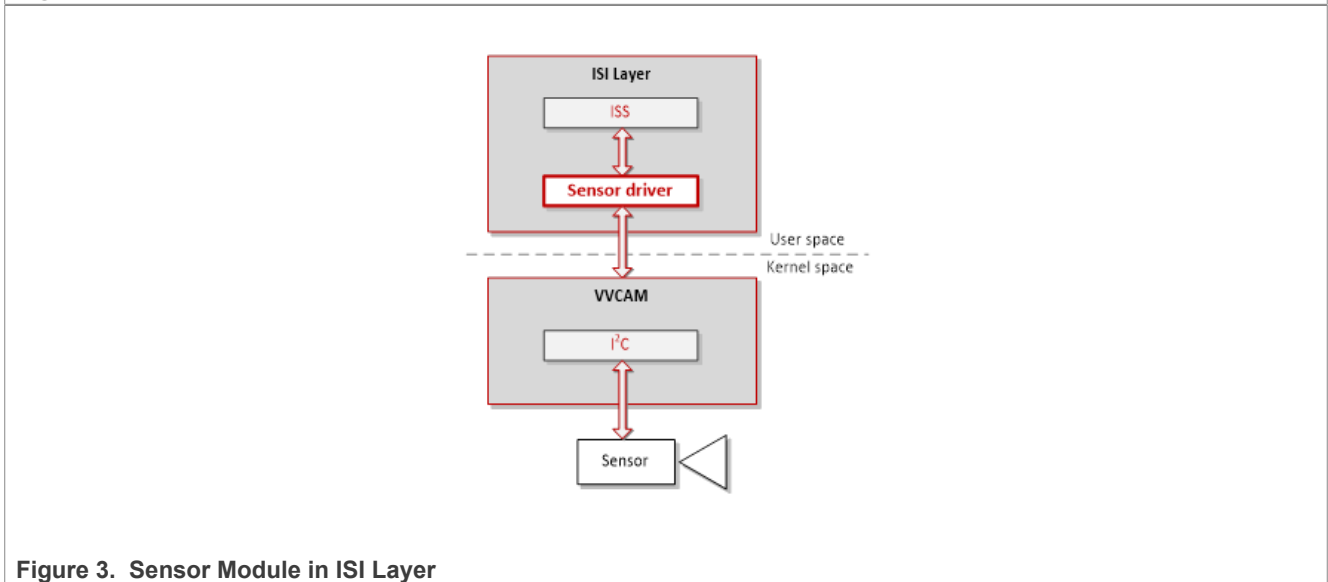 ISI Layer
ISS
Sensor driver
User space
Kernel space
VVCAM
I²C
Sensor
Figure 3. Sensor Module in ISI Layer